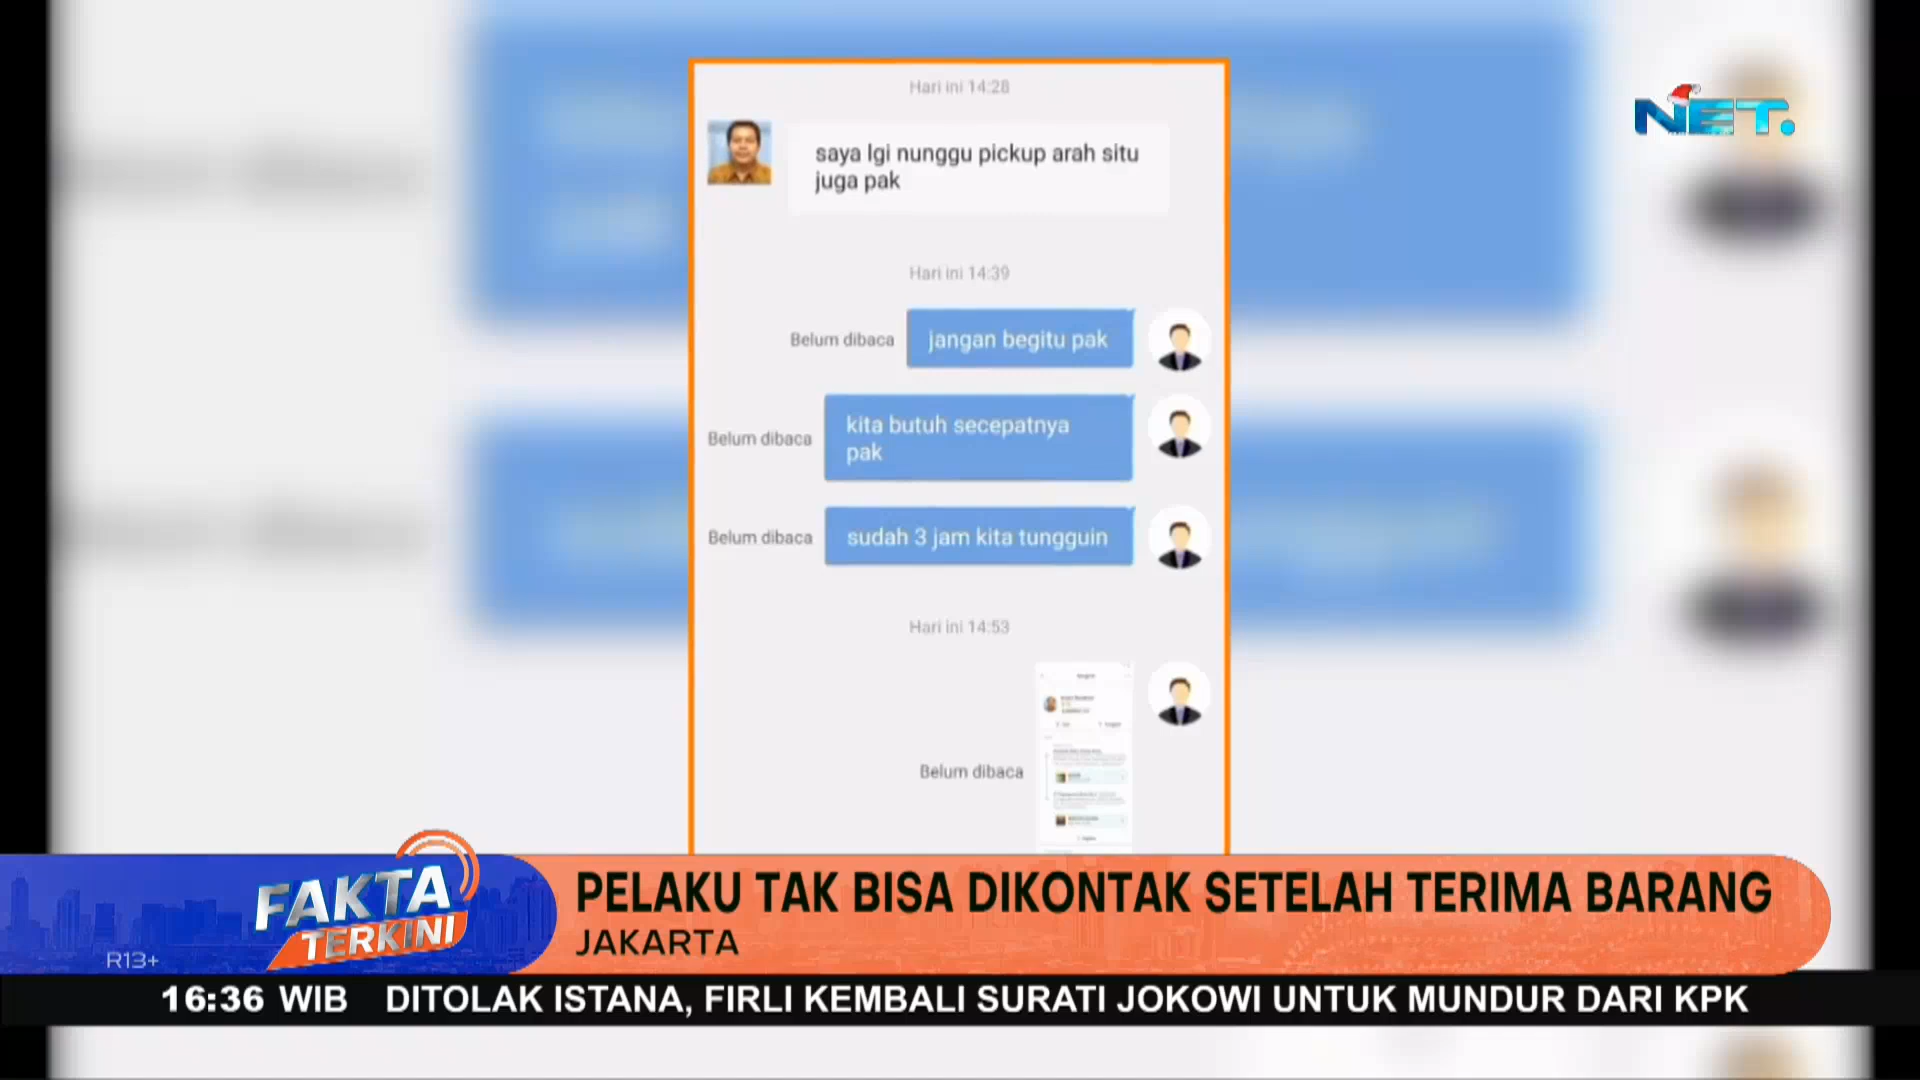 Hari ini 14:28
NET.
saya lgi nunggu pickup arah situ
juga pak
Hari ini 14:39
Belum dibaca
jangan begitu pak
Belum dibaca
kita butuh secepatnya
pak
Belum dibaca
sudah 3 jam kita tungguin
Hari ini 14:53
Belum dibaca
FAKTA
TERKINI
R13+
PELAKU TAK BISA DIKONTAK SETELAH TERIMA BARANG
JAKARTA
16:36 WIB DITOLAK ISTANA, FIRLI KEMBALI SURATI JOKOWI UNTUK MUNDUR DARI KPK